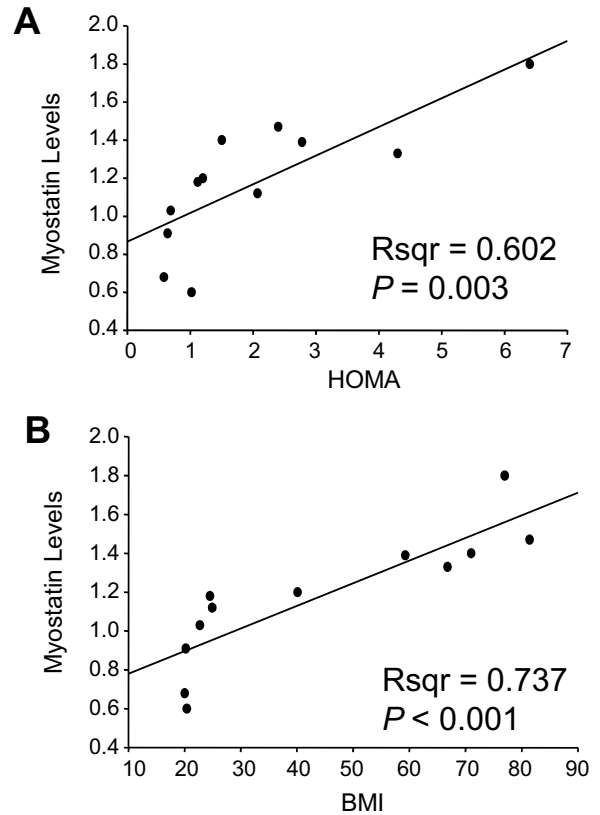 A
2.0
1.8
1.6
1.4
1.2
1.0
0.8
0.6
0.4
Myostatin Levels
Rsqr = 0.602
P = 0.003
0 1 2 3 4 5 6 7
HOMA
B
2.0
1.8
1.6
1.4
1.2
1.0
0.8
0.6
0.4
Myostatin Levels
Rsqr = 0.737
P < 0.001
10 20 30 40 50 60 70 80 90
BMI